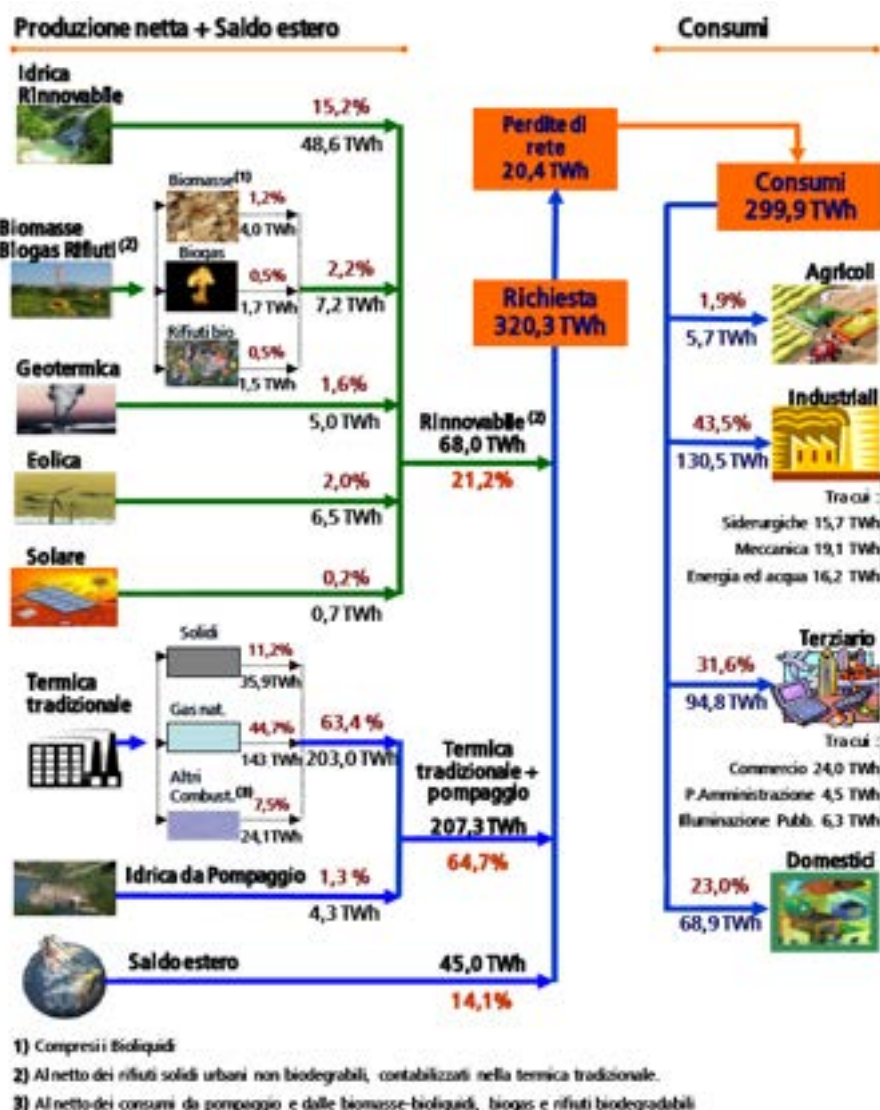 Produzione netta + Saldo estero
Idrica
Rinnovabile
15,2%
48,6 TWh
Biomasse
Biogas Rifiuti (2)
Biomasse(1)
1,2%
4,0 TWh
Biogas
0,5%
1,7 TWh
Rifiuti bio
0,5%
1,5 TWh
2,2%
7,2 TWh
Geotermica
1,6%
5,0 TWh
Eolica
2,0%
6,5 TWh
Solare
0,2%
0,7 TWh
Rinnovabile (2)
68,0 TWh
21,2%
Termica
tradizionale
Solidi
11,2%
35,9TWh
Gas nat.
44,7%
143 TWh
Altri
Combust.(3)
7,5%
24,1TWh
63,4 %
203,0TWh
Idrica da Pompaggio
1,3 %
4,3 TWh
Termica
tradizionale +
pompaggio
207,3TWh
64,7%
Saldo estero
45,0 TWh
14,1%
Perdite di
rete
20,4 TWh
Richiesta
320,3 TWh
Consumi
Consumi
299,9 TWh
Agricoli
1,9%
5,7 TWh
Industriali
43,5%
130,5 TWh
Tra cui :
Siderurgiche 15,7 TWh
Meccanica 19,1 TWh
Energia ed acqua 16,2 TWh
Terziario
31,6%
94,8 TWh
Tra cui :
Commercio 24,0 TWh
P.Amministrazione 4,5 TWh
Illuminazione Pubb. 6,3 TWh
Domestici
23,0%
68,9 TWh
1) Compresi i Bioliquidi
2) Al netto dei rifiuti solidi urbani non biodegrabili, contabilizzati nella termica tradizionale.
3) Al netto dei consumi da pompaggio e dalle biomasse-bioliquidi, biogas e rifiuti biodegradabili